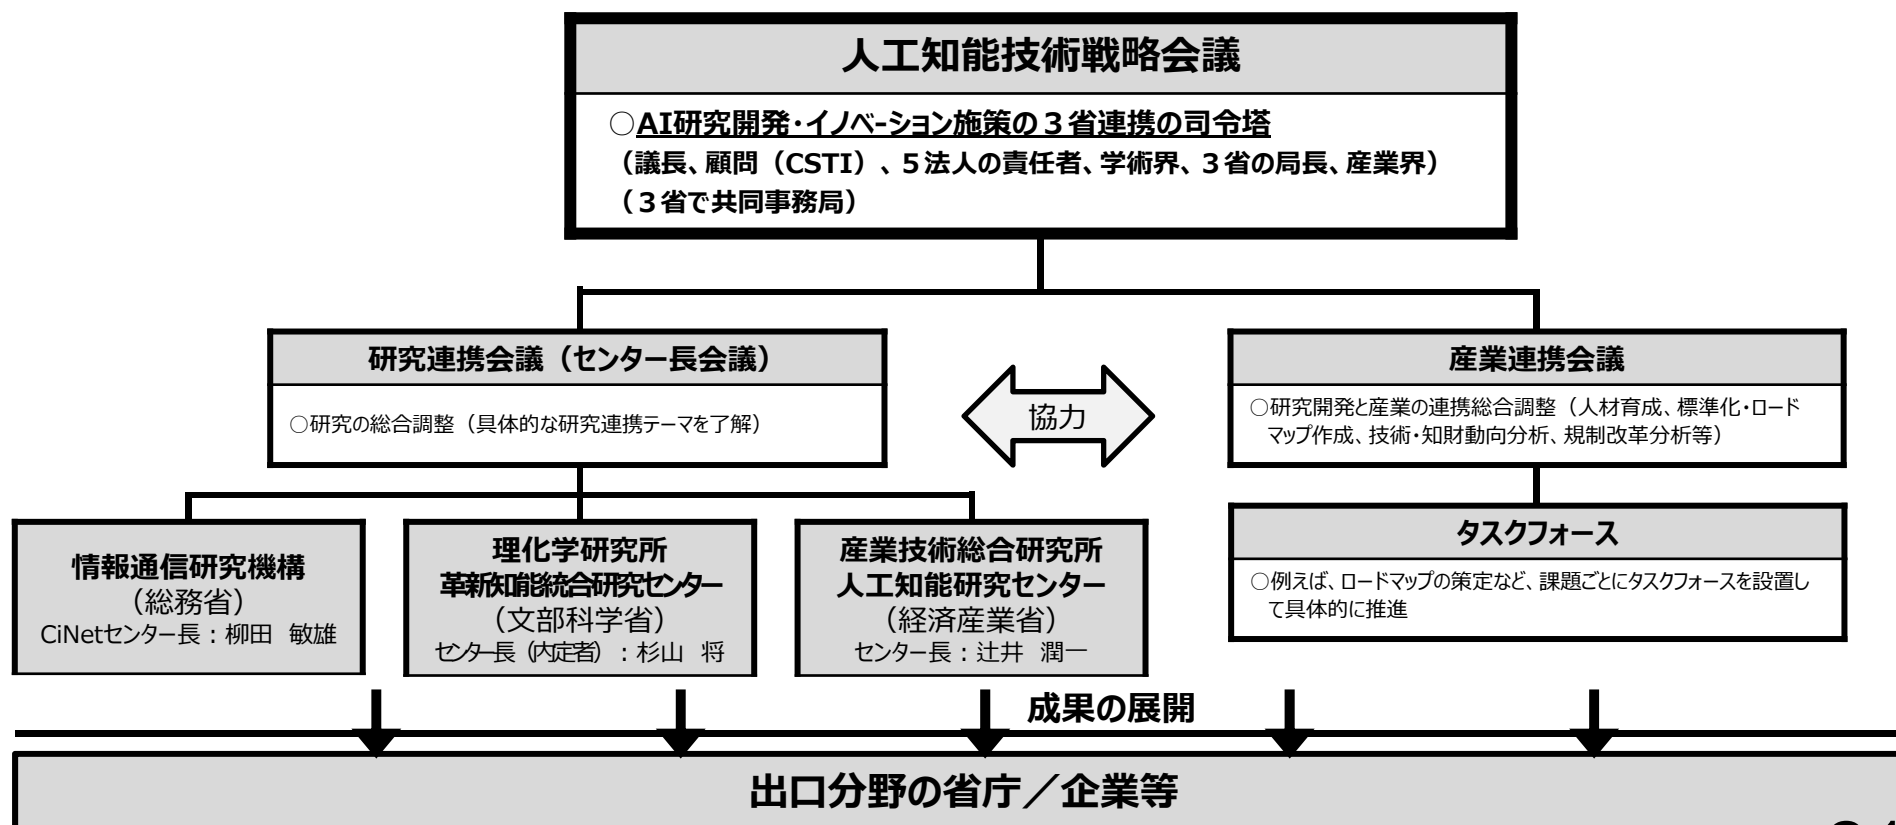 人工知能技術戦略会議
○AI研究開発・イノベーション施策の３省連携の司令塔
（議長、顧問（CSTI）、５法人の責任者、学術界、３省の局長、産業界）
（３省で共同事務局）
研究連携会議（センター長会議）
○研究の総合調整（具体的な研究連携テーマを了解）
協力
産業連携会議
○研究開発と産業の連携総合調整（人材育成、標準化・ロード
マップ作成、技術・知財動向分析、規制改革分析等）
情報通信研究機構
（総務省）
CiNetセンター長：柳田　敏雄
理化学研究所
革新知能統合研究センター
（文部科学省）
センター長（内定者）：杉山　将
産業技術総合研究所
人工知能研究センター
（経済産業省）
センター長：辻井　潤一
タスクフォース
○例えば、ロードマップの策定など、課題ごとにタスクフォースを設置し
て具体的に推進
成果の展開
出口分野の省庁／企業等